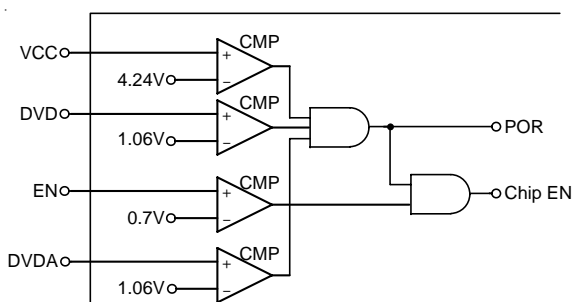 CMP
VCC
+
4.24V
−
CMP
DVD
+
1.06V
−
POR
CMP
EN
+
Chip EN
0.7V
−
CMP
DVDA
+
1.06V
−